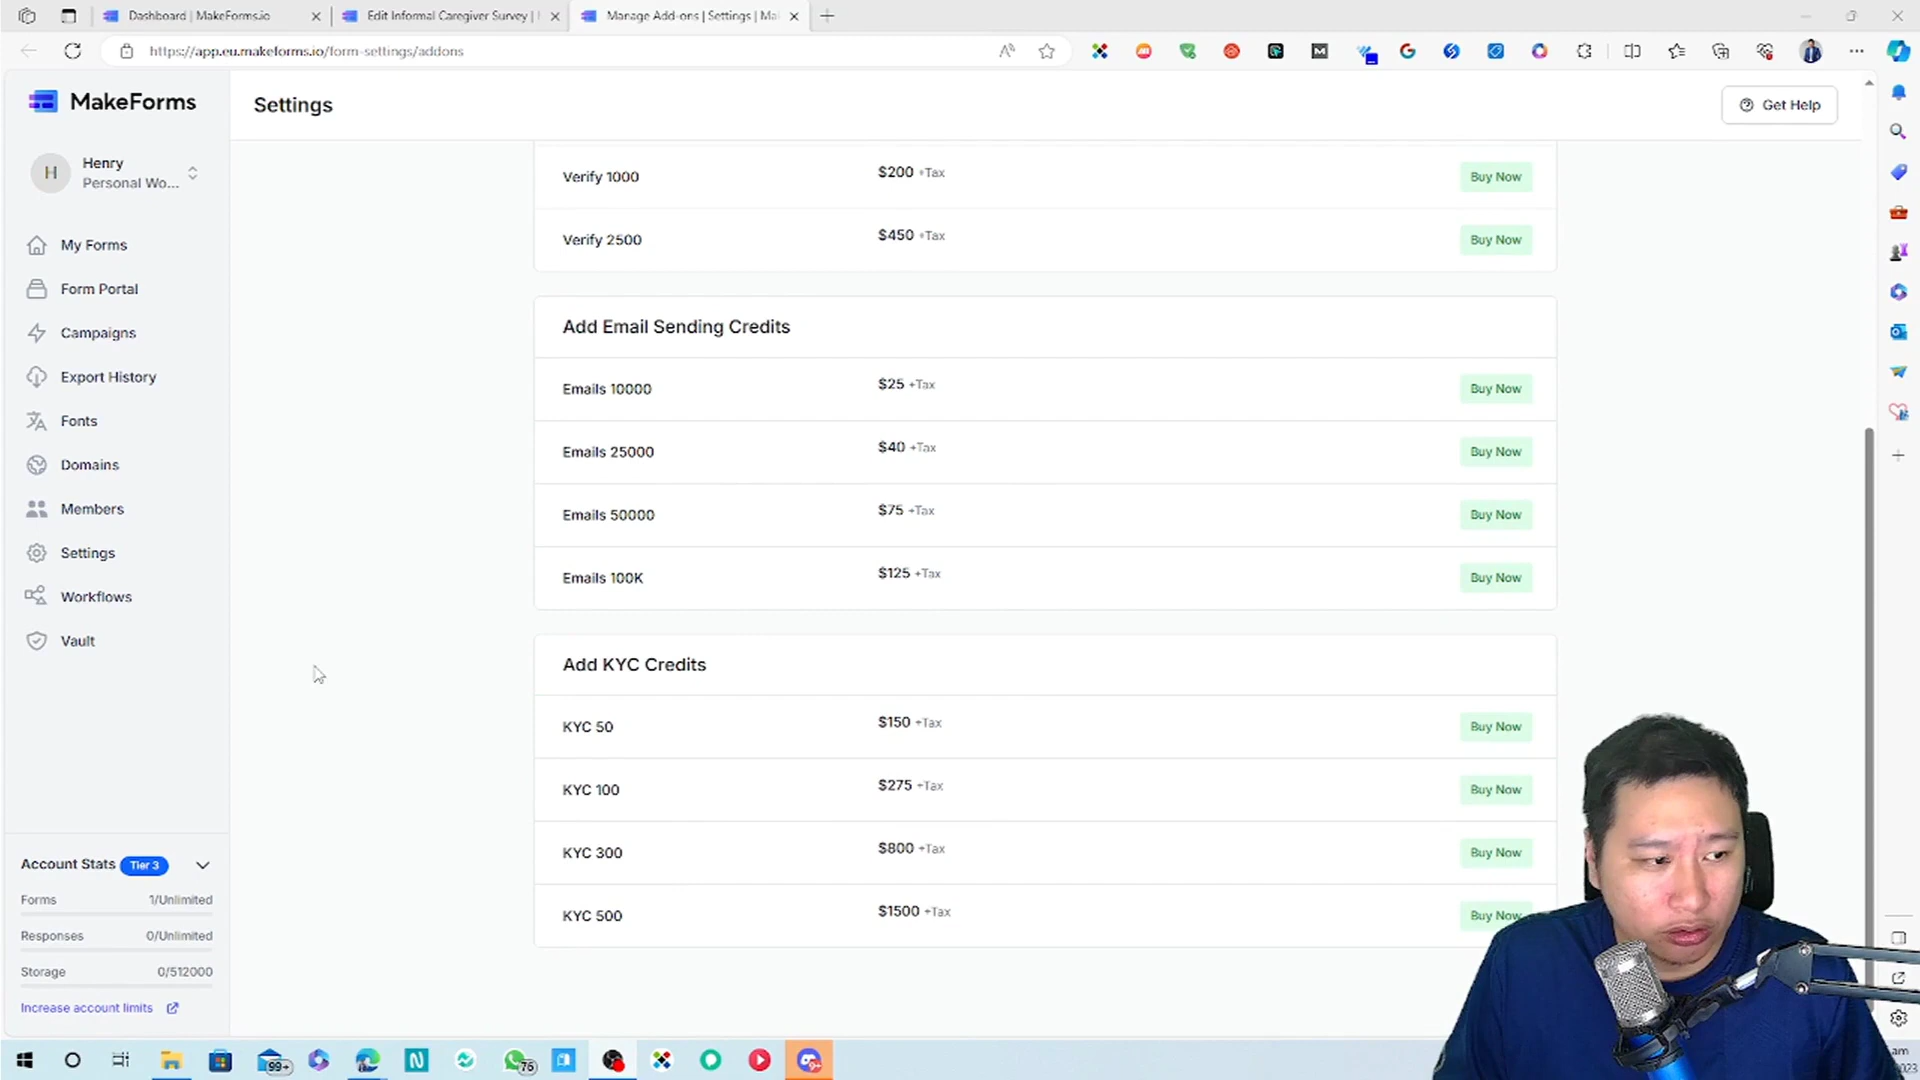 Dashboard | MakeForms.io
Edit Informal Caregiver Survey |
Manage Add-ons | Settings | Ma
https://app.eu.makeforms.io/form-settings/addons
MakeForms
Settings
Get Help
H
Henry
Personal Wo...
My Forms
Form Portal
Campaigns
Export History
Fonts
Domains
Members
Settings
Workflows
Vault
Verify 1000
$200 +Tax
Buy Now
Verify 2500
$450 +Tax
Buy Now
Add Email Sending Credits
Emails 10000
$25 +Tax
Buy Now
Emails 25000
$40 +Tax
Buy Now
Emails 50000
$75 +Tax
Buy Now
Emails 100K
$125 +Tax
Buy Now
Add KYC Credits
KYC 50
$150 +Tax
Buy Now
KYC 100
$275 +Tax
Buy Now
KYC 300
$800 +Tax
Buy Now
KYC 500
$1500 +Tax
Buy Now
Account Stats Tier 3
Forms 1/Unlimited
Responses 0/Unlimited
Storage 0/512000
Increase account limits
99+
76
am